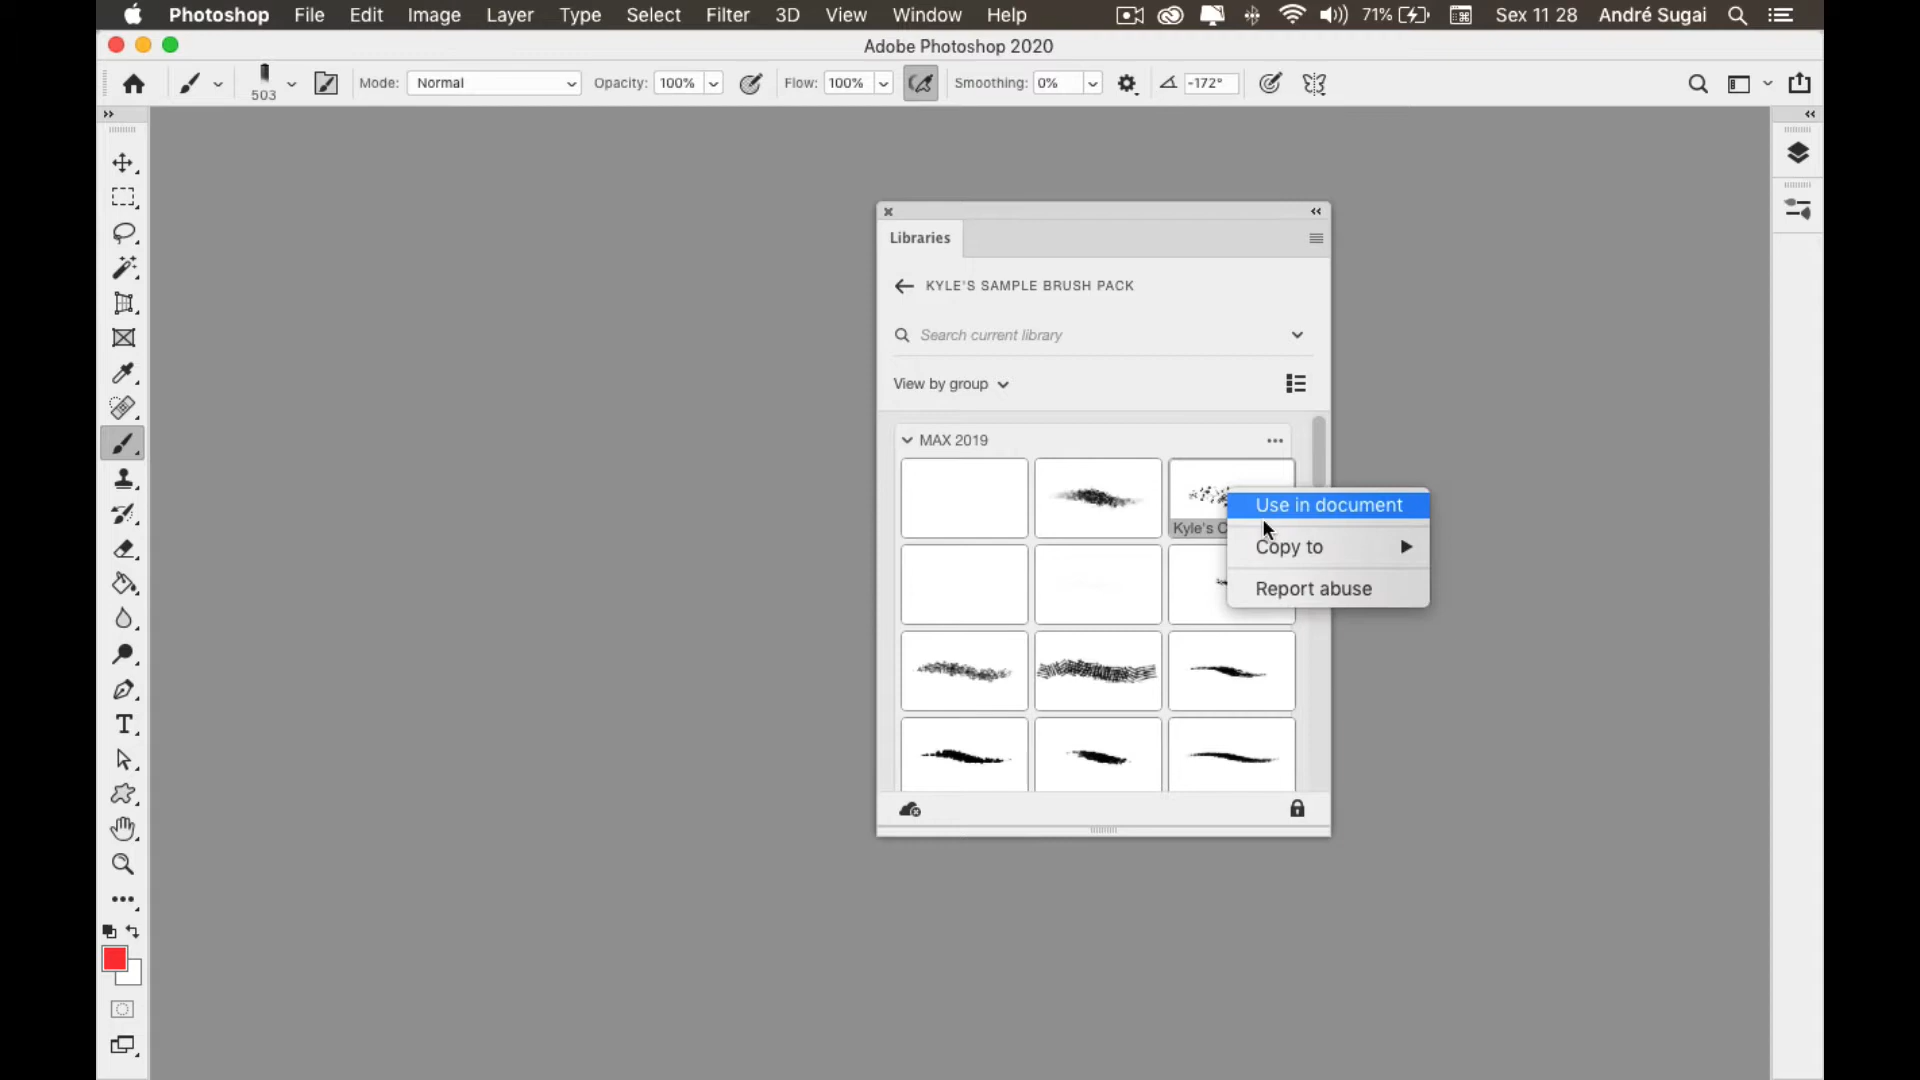 Photoshop File Edit Image Layer Type Select Filter 3D View Window Help 71% Sex 11 28 André Sugai
Adobe Photoshop 2020
503 Mode: Normal Opacity: 100% Flow: 100% Smoothing: 0% -172°
Libraries
KYLE'S SAMPLE BRUSH PACK
Search current library
View by group
MAX 2019
Kyle's C
Use in document
Copy to
Report abuse